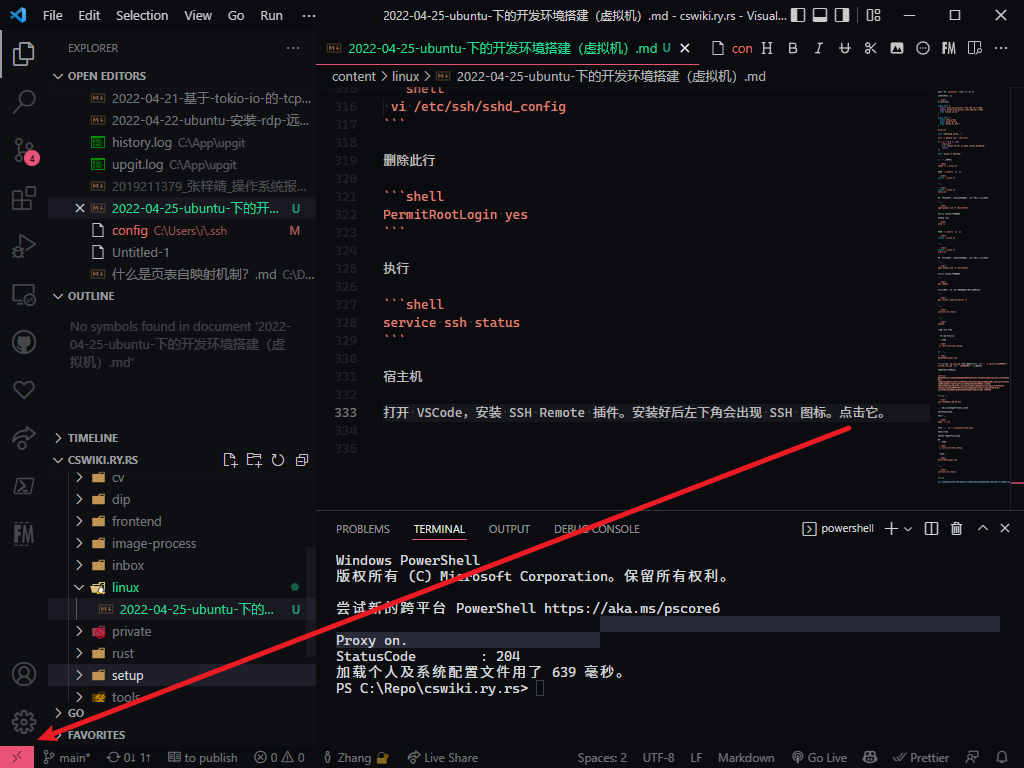 File Edit Selection View Go Run ··· 2022-04-25-ubuntu-下的开发环境搭建（虚拟机）.md - cswiki.ry.rs - Visual...
EXPLORER
OPEN EDITORS
2022-04-21-基于-tokio-io-的-tcp...
2022-04-22-ubuntu-安装-rdp-远...
history.log C:\App\upgit
upgit.log C:\App\upgit
2019211379_张梓靖_操作系统报...
2022-04-25-ubuntu-下的开... U
config C:\Users\i\.ssh M
Untitled-1
什么是页表自映射机制？.md C:\D...
OUTLINE
No symbols found in document '2022-
04-25-ubuntu-下的开发环境搭建（虚
拟机）.md'
TIMELINE
CSWIKI.RY.RS
cv
dip
frontend
image-process
inbox
linux
2022-04-25-ubuntu-下的... U
private
rust
setup
tools
GO
FAVORITES
2022-04-25-ubuntu-下的开发环境搭建（虚拟机）.md U con H B I FM
content > linux > 2022-04-25-ubuntu-下的开发环境搭建（虚拟机）.md
315 ```shell
316 vi /etc/ssh/sshd_config
317 ```
318
319 删除此行
320
321 ```shell
322 PermitRootLogin yes
323 ```
324
325 执行
326
327 ```shell
328 service ssh status
329 ```
330
331 宿主机
332
333 打开 VSCode，安装 SSH Remote 插件。安装好后左下角会出现 SSH 图标。点击它。
334
335
PROBLEMS TERMINAL OUTPUT DEBUG CONSOLE powershell
Windows PowerShell
版权所有 (C) Microsoft Corporation。保留所有权利。
尝试新的跨平台 PowerShell https://aka.ms/pscore6
Proxy on.
StatusCode : 204
加载个人及系统配置文件用了 639 毫秒。
PS C:\Repo\cswiki.ry.rs>
4
FM
main* 0↓ 1↑ to publish 0 0 Zhang Live Share Spaces: 2 UTF-8 LF Markdown Go Live Prettier